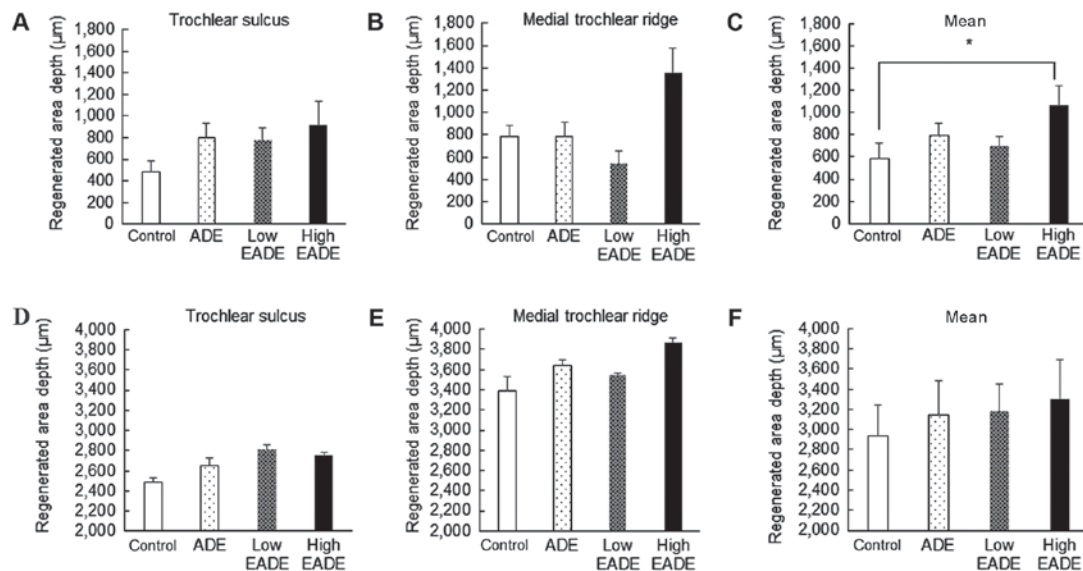 A
Trochlear sulcus
Regenerated area depth (μm)
1,800
1,600
1,400
1,200
1,000
800
600
400
200
0
Control
ADE
Low
EADE
High
EADE
B
Medial trochlear ridge
Regenerated area depth (μm)
1,800
1,600
1,400
1,200
1,000
800
600
400
200
0
Control
ADE
Low
EADE
High
EADE
C
Mean
*
Regenerated area depth (μm)
1,800
1,600
1,400
1,200
1,000
800
600
400
200
0
Control
ADE
Low
EADE
High
EADE
D
Trochlear sulcus
Regenerated area depth (μm)
4,000
3,800
3,600
3,400
3,200
3,000
2,800
2,600
2,400
2,200
2,000
Control
ADE
Low
EADE
High
EADE
E
Medial trochlear ridge
Regenerated area depth (μm)
4,000
3,800
3,600
3,400
3,200
3,000
2,800
2,600
2,400
2,200
2,000
Control
ADE
Low
EADE
High
EADE
F
Mean
Regenerated area depth (μm)
4,000
3,800
3,600
3,400
3,200
3,000
2,800
2,600
2,400
2,200
2,000
Control
ADE
Low
EADE
High
EADE